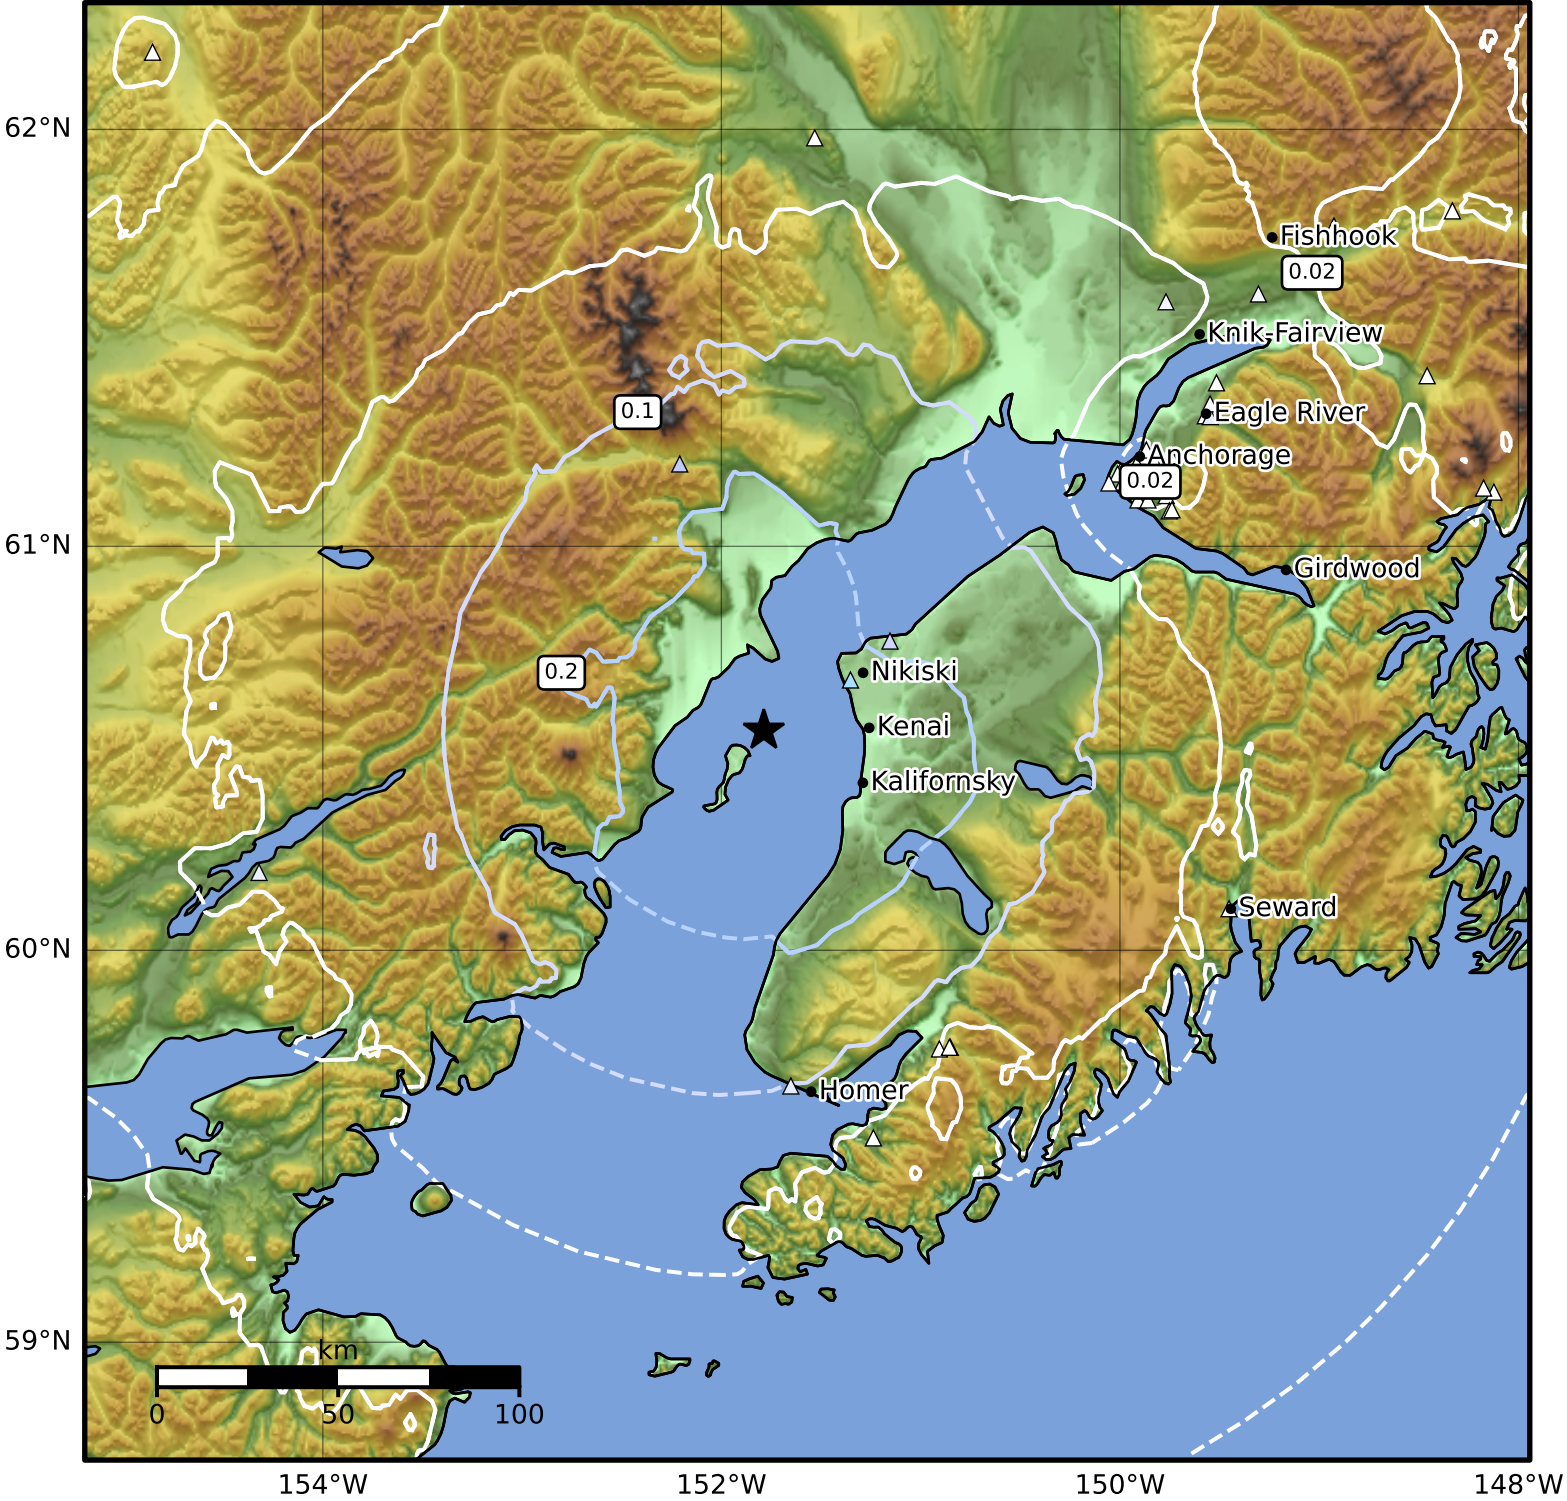 62°N
Fishhook
0.02
Knik-Fairview
0.1
Eagle River
Anchorage
0.02
61°N
Girdwood
0.2
Nikiski
Kenai
Kalifornsky
Seward
60°N
Homer
59°N
km
0 50 100
154°W 152°W 150°W 148°W